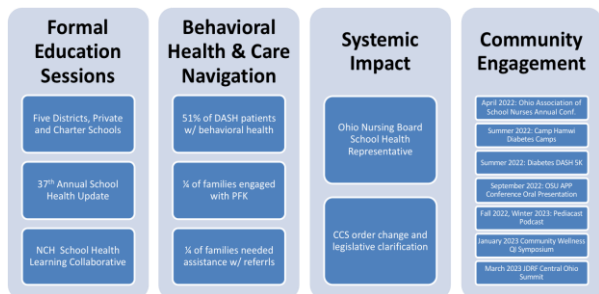 Formal
Education
Sessions
Five Districts, Private
and Charter Schools
37th Annual School
Health Update
NCH School Health
Learning Collaborative
Behavioral
Health & Care
Navigation
51% of DASH patients
w/ behavioral health
¼ of families engaged
with PFK
¼ of families needed
assistance w/ referrls
Systemic
Impact
Ohio Nursing Board
School Health
Representative
CCS order change and
legislative clarification
Community
Engagement
April 2022: Ohio Association of
School Nurses Annual Conf.
Summer 2022: Camp Hamwi
Diabetes Camps
Summer 2022: Diabetes DASH 5K
September 2022: OSU APP
Conference Oral Presentation
Fall 2022, Winter 2023: Pediacast
Podcast
January 2023 Community Wellness
QI Symposium
March 2023 JDRF Central Ohio
Summit